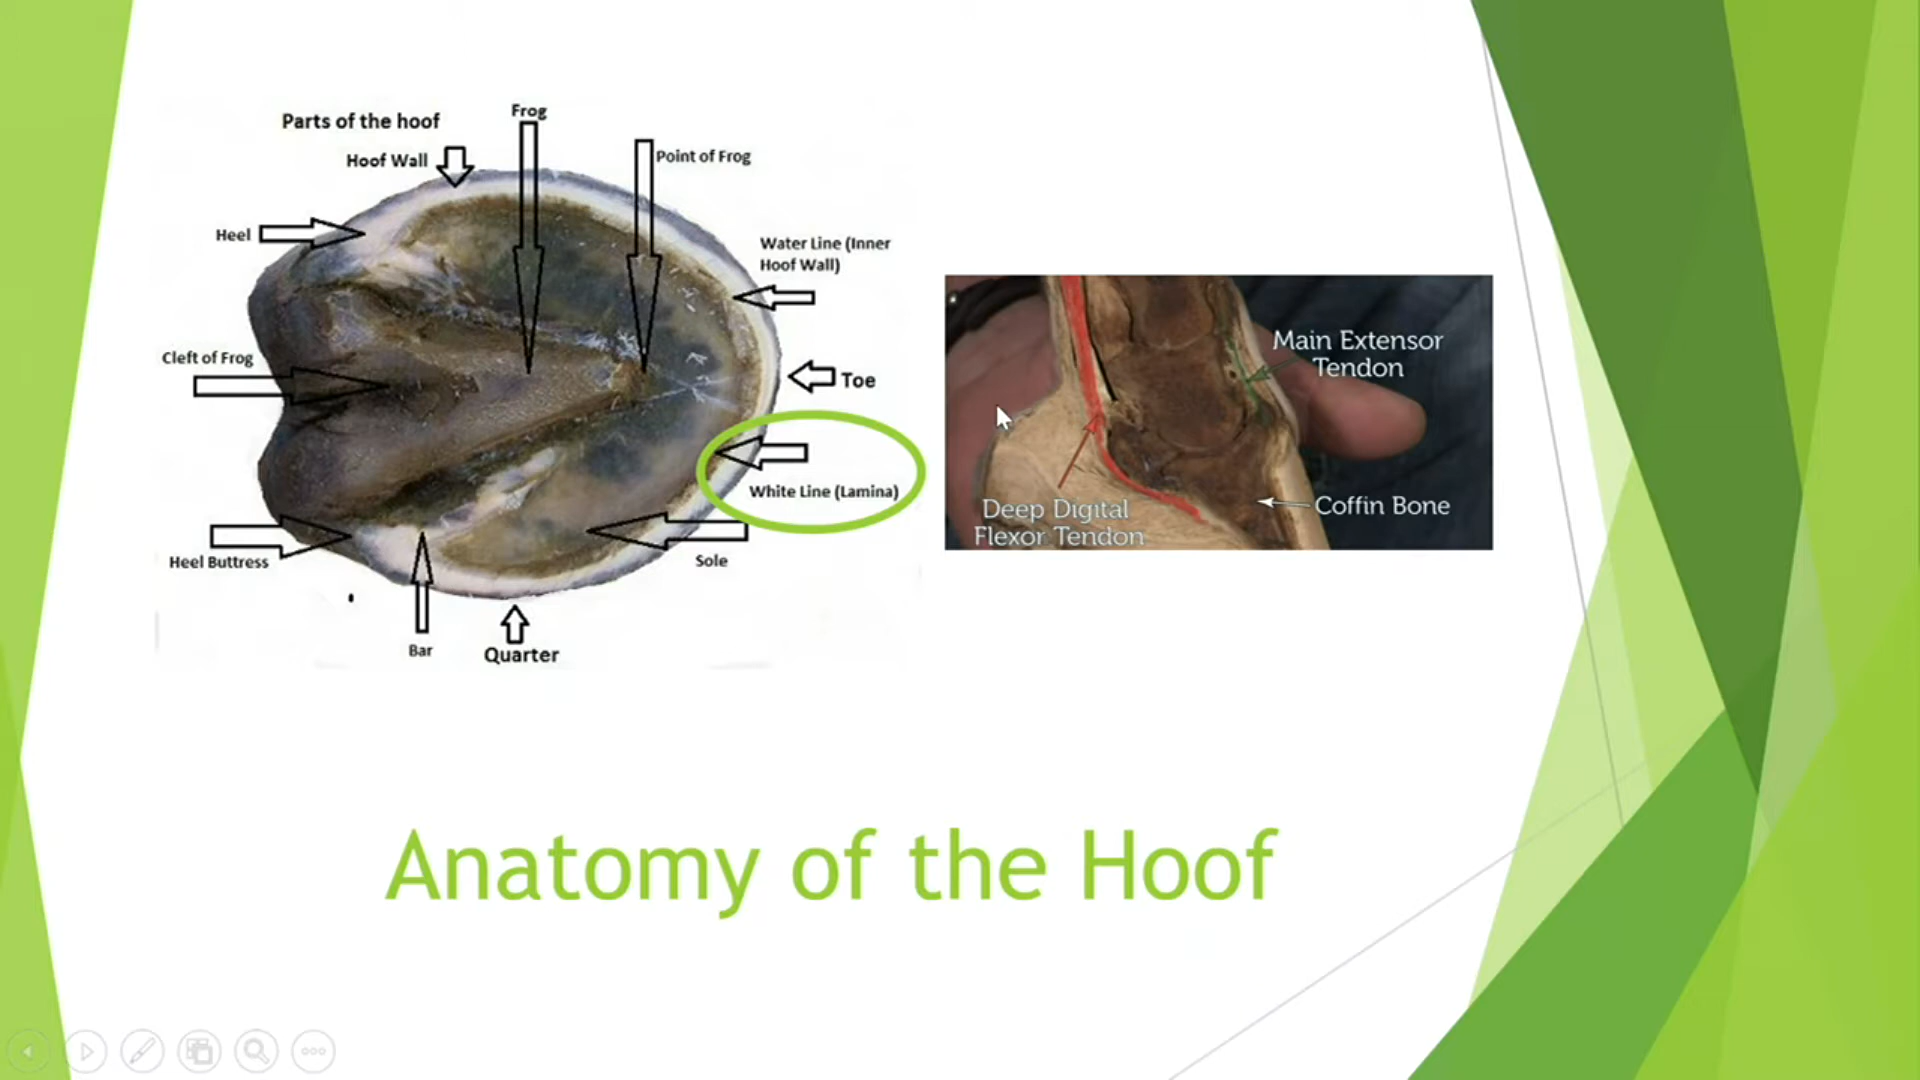 Parts of the hoof
Frog
Hoof Wall
Point of Frog
Heel
Water Line (Inner
Hoof Wall)
Cleft of Frog
Toe
White Line (Lamina)
Heel Buttress
Sole
Bar
Quarter
Main Extensor
Tendon
Deep Digital
Flexor Tendon
Coffin Bone
Anatomy of the Hoof